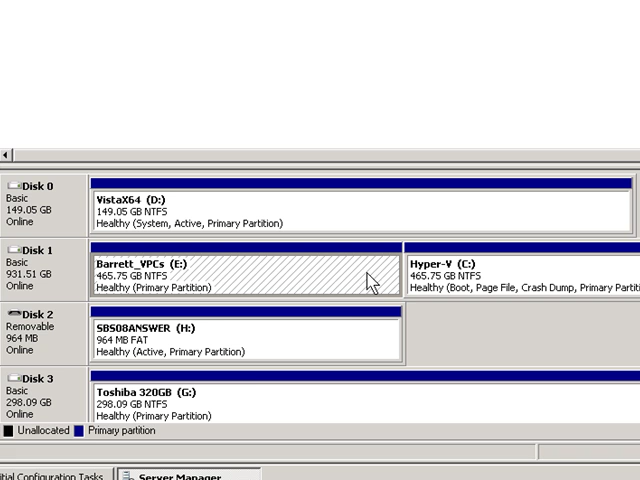 Disk 0
Basic
149.05 GB
Online
VistaX64 (D:)
149.05 GB NTFS
Healthy (System, Active, Primary Partition)
Disk 1
Basic
931.51 GB
Online
Barrett_VPCs (E:)
465.75 GB NTFS
Healthy (Primary Partition)
Hyper-V (C:)
465.75 GB NTFS
Healthy (Boot, Page File, Crash Dump, Primary Partiti
Disk 2
Removable
964 MB
Online
SBS08ANSWER (H:)
964 MB FAT
Healthy (Active, Primary Partition)
Disk 3
Basic
298.09 GB
Online
Toshiba 320GB (G:)
298.09 GB NTFS
Healthy (Primary Partition)
Unallocated Primary partition
itial Configuration Tasks Server Manager